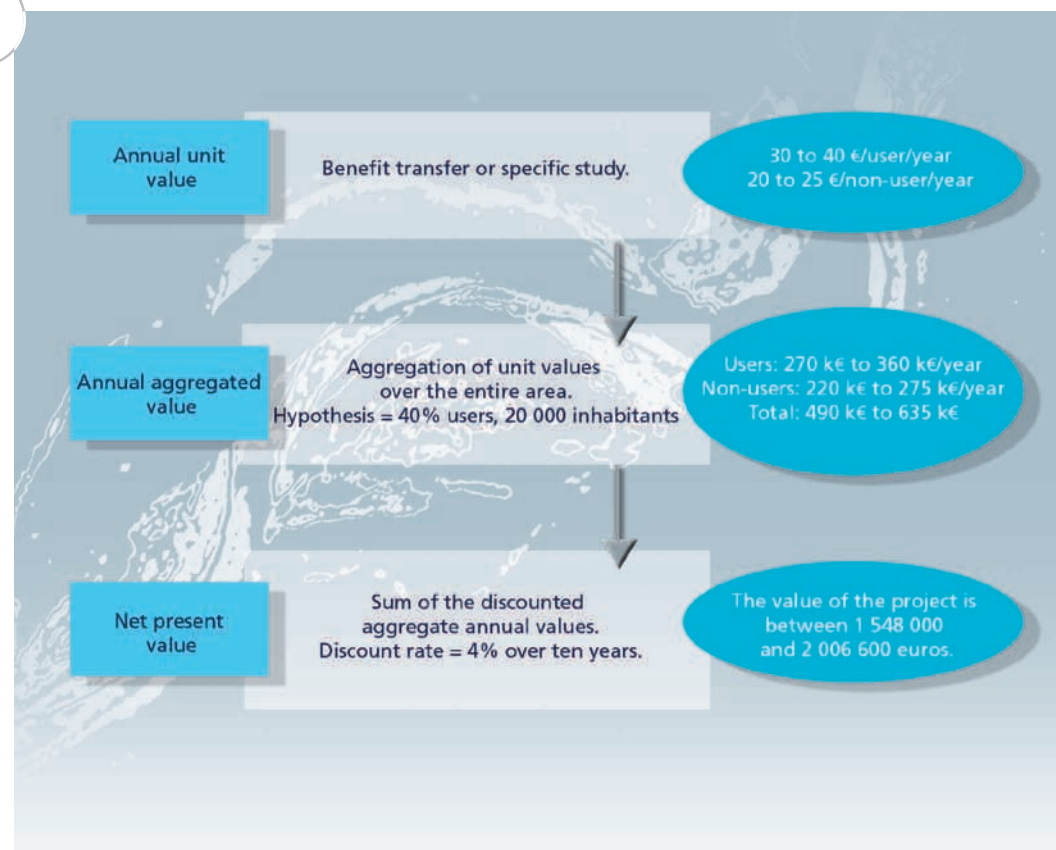 Annual unit
value
Benefit transfer or specific study.
30 to 40 €/user/year
20 to 25 €/non-user/year
Annual aggregated
value
Aggregation of unit values
over the entire area.
Hypothesis = 40% users, 20 000 inhabitants
Users: 270 k€ to 360 k€/year
Non-users: 220 k€ to 275 k€/year
Total: 490 k€ to 635 k€
Net present
value
Sum of the discounted
aggregate annual values.
Discount rate = 4% over ten years.
The value of the project is
between 1 548 000
and 2 006 600 euros.